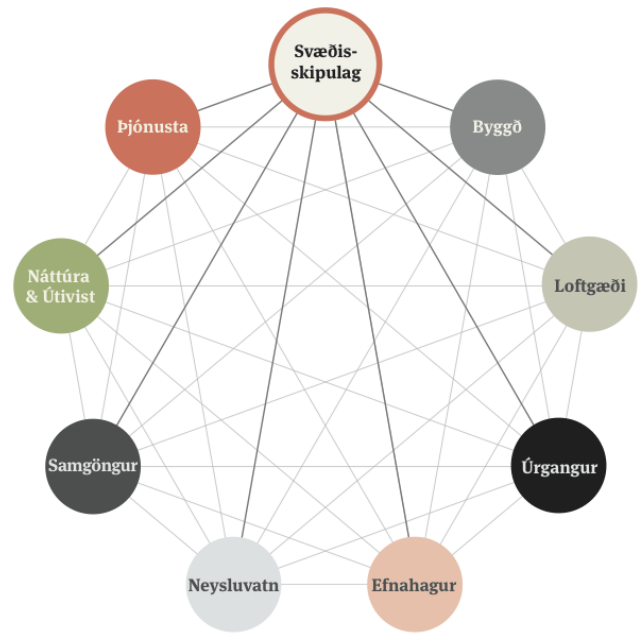 Svæðis-
skipulag
Þjónusta
Byggð
Náttúra
& Útivist
Loftgæði
Samgöngur
Úrgangur
Neysluvatn
Efnahagur